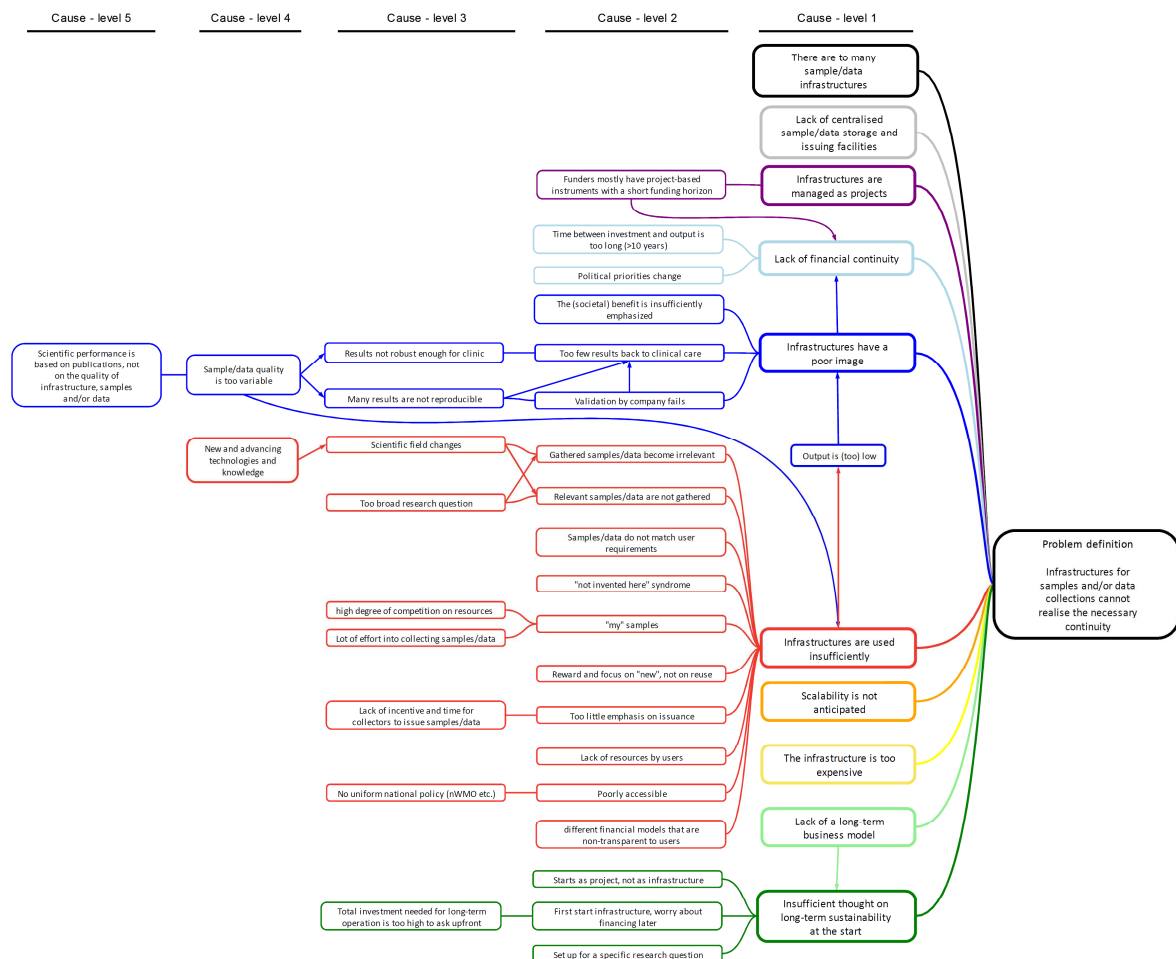 Cause - level 5
Cause - level 4
Cause - level 3
Cause - level 2
Cause - level 1
There are to many
sample/data
infrastructures
Lack of centralised
sample/data storage and
issuing facilities
Funders mostly have project-based
instruments with a short funding horizon
Infrastructures are
managed as projects
Time between investment and output is
too long (>10 years)
Political priorities change
Lack of financial continuity
The (societal) benefit is insufficiently
emphasized
Scientific performance is
based on publications, not
on the quality of
infrastructure, samples
and/or data
Sample/data quality
is too variable
Results not robust enough for clinic
Many results are not reproducible
Too few results back to clinical care
Validation by company fails
Infrastructures have a
poor image
Output is (too) low
New and advancing
technologies and
knowledge
Scientific field changes
Too broad research question
Gathered samples/data become irrelevant
Relevant samples/data are not gathered
Samples/data do not match user
requirements
"not invented here" syndrome
high degree of competition on resources
Lot of effort into collecting samples/data
"my" samples
Reward and focus on "new", not on reuse
Lack of incentive and time for
collectors to issue samples/data
Too little emphasis on issuance
Lack of resources by users
No uniform national policy (nWMO etc.)
Poorly accessible
different financial models that are
non-transparent to users
Infrastructures are used
insufficiently
Scalability is not
anticipated
The infrastructure is too
expensive
Lack of a long-term
business model
Starts as project, not as infrastructure
Total investment needed for long-term
operation is too high to ask upfront
First start infrastructure, worry about
financing later
Set up for a specific research question
Insufficient thought on
long-term sustainability
at the start
Problem definition
Infrastructures for
samples and/or data
collections cannot
realise the necessary
continuity